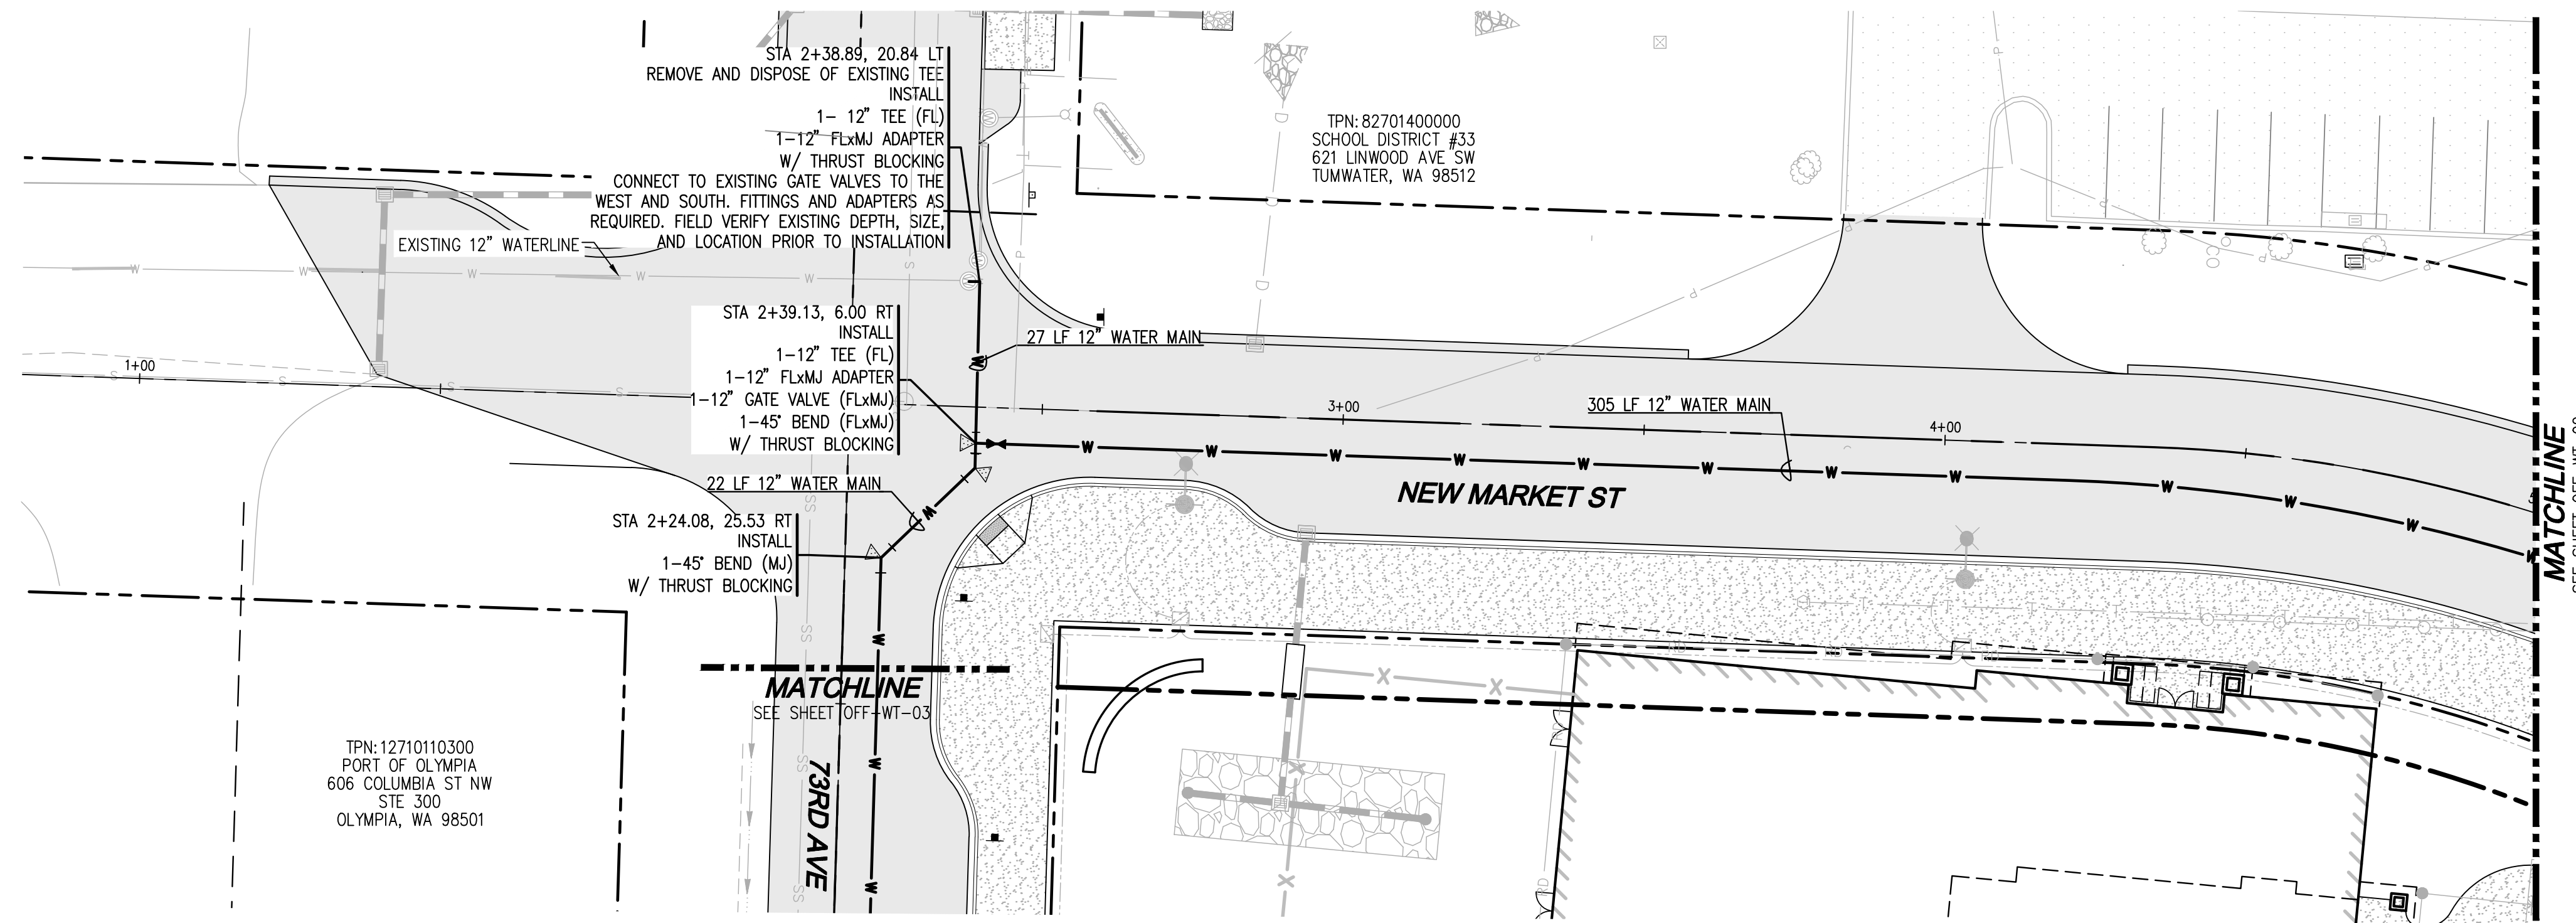 STA 2+38.89, 20.84 LT
REMOVE AND DISPOSE OF EXISTING TEE
INSTALL
1- 12" TEE (FL)
1-12" FLxMJ ADAPTER
W/ THRUST BLOCKING
CONNECT TO EXISTING GATE VALVES TO THE
WEST AND SOUTH. FITTINGS AND ADAPTERS AS
REQUIRED. FIELD VERIFY EXISTING DEPTH, SIZE,
AND LOCATION PRIOR TO INSTALLATION
EXISTING 12" WATERLINE
TPN:82701400000
SCHOOL DISTRICT #33
621 LINWOOD AVE SW
TUMWATER, WA 98512
STA 2+39.13, 6.00 RT
INSTALL
1-12" TEE (FL)
1-12" FLxMJ ADAPTER
1-12" GATE VALVE (FLxMJ)
1-45° BEND (FLxMJ)
W/ THRUST BLOCKING
27 LF 12" WATER MAIN
1+00
3+00
305 LF 12" WATER MAIN
4+00
22 LF 12" WATER MAIN
NEW MARKET ST
STA 2+24.08, 25.53 RT
INSTALL
1-45° BEND (MJ)
W/ THRUST BLOCKING
MATCHLINE
SEE SHEET OFF-WT-03
73RD AVE
TPN:12710110300
PORT OF OLYMPIA
606 COLUMBIA ST NW
STE 300
OLYMPIA, WA 98501
MATCHLINE
CO